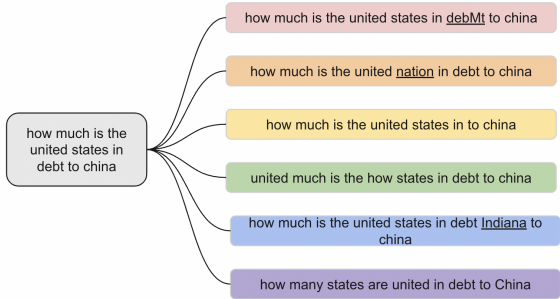 how much is the
united states in
debt to china
how much is the united states in debMt to china
how much is the united nation in debt to china
how much is the united states in to china
united much is the how states in debt to china
how much is the united states in debt Indiana to
china
how many states are united in debt to China